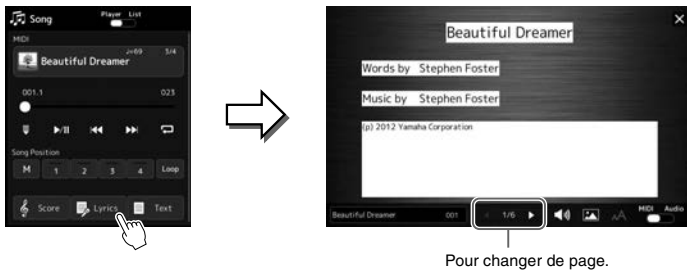 Song
Player List
MIDI
Beautiful Dreamer
♩=69 3/4
001.1 023
Song Position
M 1 2 3 4 Loop
Score Lyrics Text
×
Beautiful Dreamer
Words by Stephen Foster
Music by Stephen Foster
(p) 2012 Yamaha Corporation
Beautiful Dreamer 001 1/6 AA MIDI Audio
Pour changer de page.